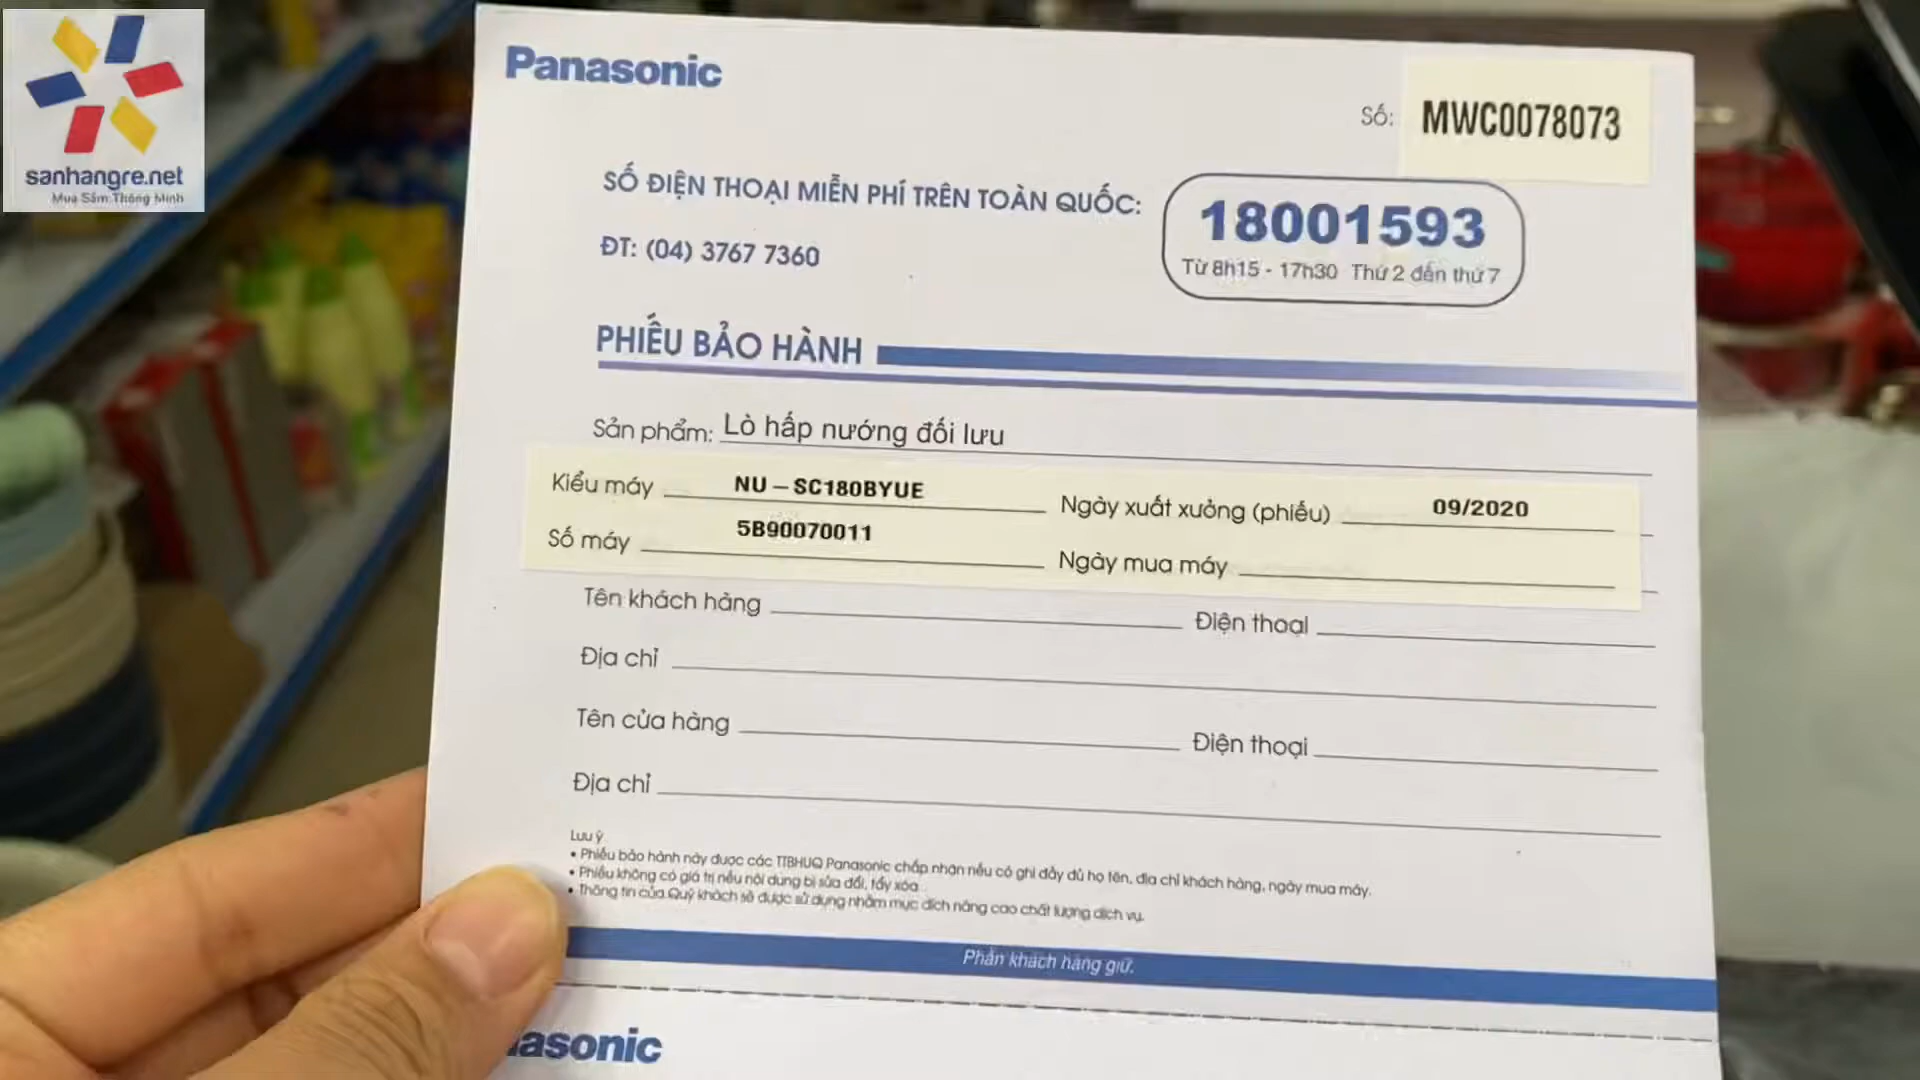 sanhangre.net
Mua Sắm Thông Minh
Panasonic
Số: MWC0078073
SỐ ĐIỆN THOẠI MIỄN PHÍ TRÊN TOÀN QUỐC: 18001593
ĐT: (04) 3767 7360
Từ 8h15 - 17h30 Thứ 2 đến thứ 7
PHIẾU BẢO HÀNH
Sản phẩm: Lò hấp nướng đối lưu
Kiểu máy NU - SC180BYUE Ngày xuất xưởng (phiếu) 09/2020
Số máy 5B90070011 Ngày mua máy
Tên khách hàng Điện thoại
Địa chỉ
Tên cửa hàng Điện thoại
Địa chỉ
Lưu ý
• Phiếu bảo hành này được các TTBHUQ Panasonic chấp nhận nếu có ghi đầy đủ họ tên, địa chỉ khách hàng, ngày mua máy.
• Phiếu không có giá trị nếu nội dung bị sửa đổi, tẩy xóa
• Thông tin của Quý khách sẽ được sử dụng nhằm mục đích nâng cao chất lượng dịch vụ.
Phần khách hàng giữ.
asonic